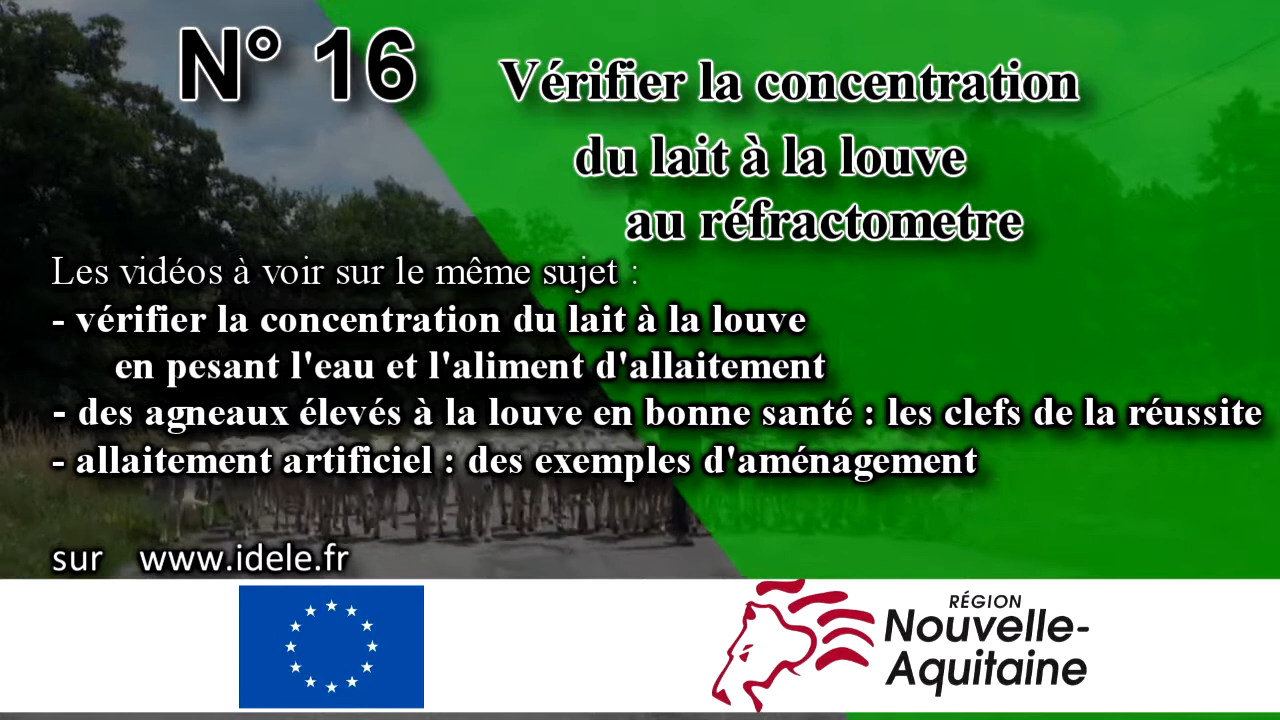 N° 16
Vérifier la concentration
du lait à la louve
au réfractometre
Les vidéos à voir sur le même sujet :
- vérifier la concentration du lait à la louve
en pesant l'eau et l'aliment d'allaitement
- des agneaux élevés à la louve en bonne santé : les clefs de la réussite
- allaitement artificiel : des exemples d'aménagement
sur www.idele.fr
RÉGION
Nouvelle-
Aquitaine